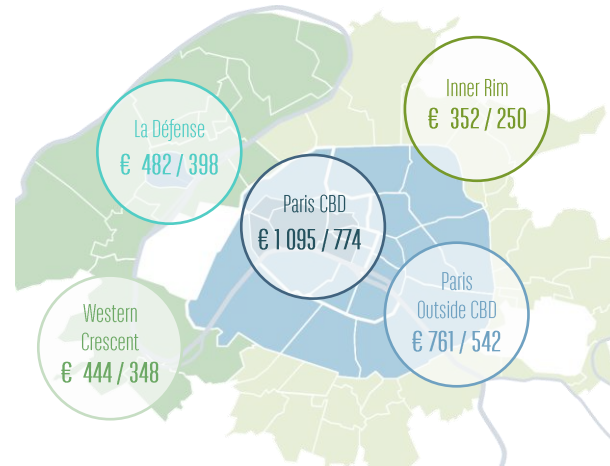 Inner Rim
€ 352 / 250
La Défense
€ 482 / 398
Paris CBD
€ 1 095 / 774
Paris
Outside CBD
€ 761 / 542
Western
Crescent
€ 444 / 348